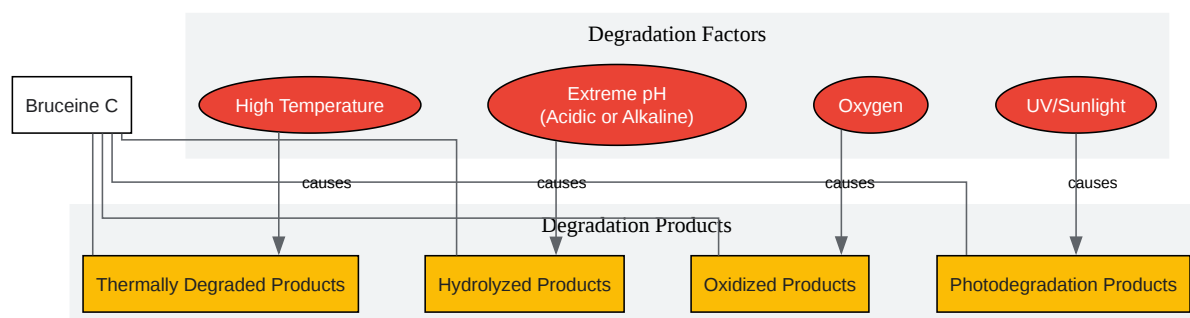 Degradation Factors
Bruceine C
High Temperature
Extreme pH
(Acidic or Alkaline)
Oxygen
UV/Sunlight
causes
causes
causes
causes
Degradation Products
Thermally Degraded Products
Hydrolyzed Products
Oxidized Products
Photodegradation Products